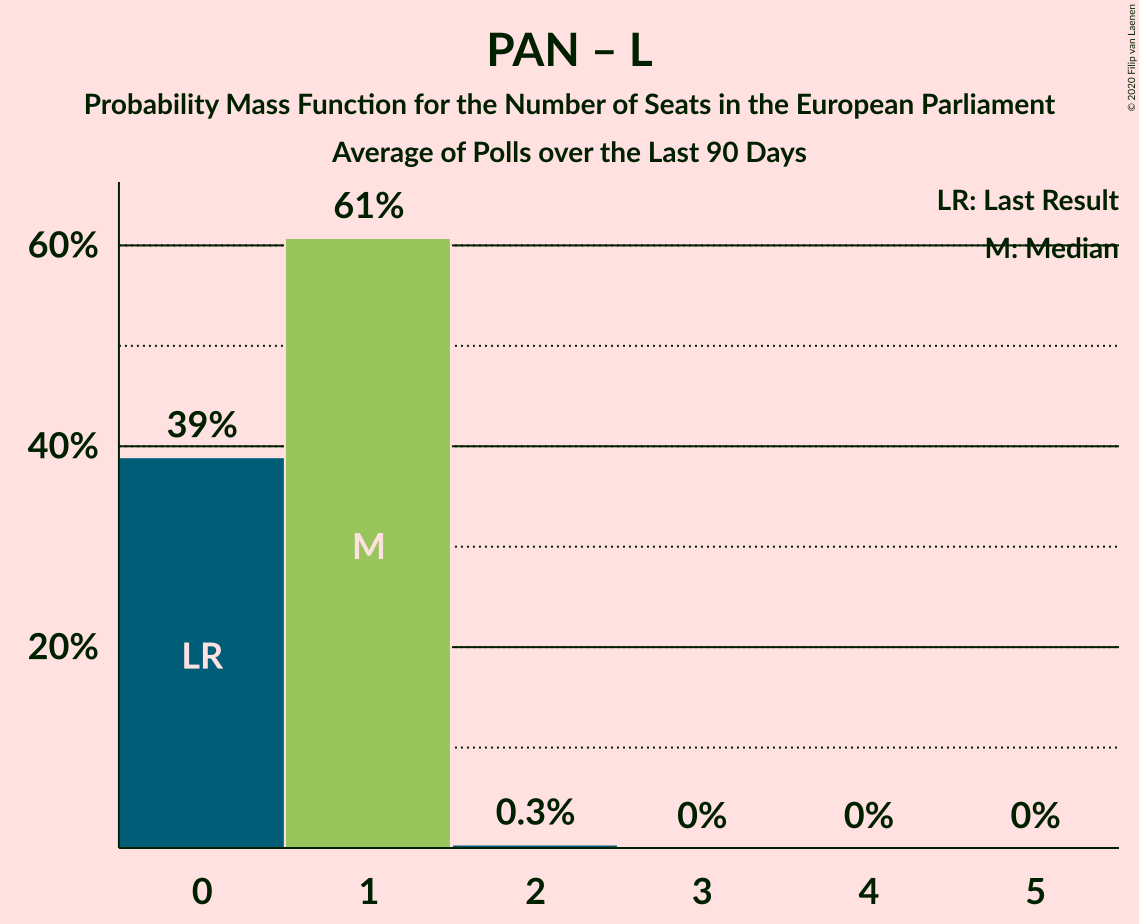 PAN – L
Probability Mass Function for the Number of Seats in the European Parliament
Average of Polls over the Last 90 Days
© 2020 Filip van Laenen
LR: Last Result
M: Median
61%
60%
39%
40%
M
LR
20%
0.3%
0%
0%
0%
0
1
2
3
4
5